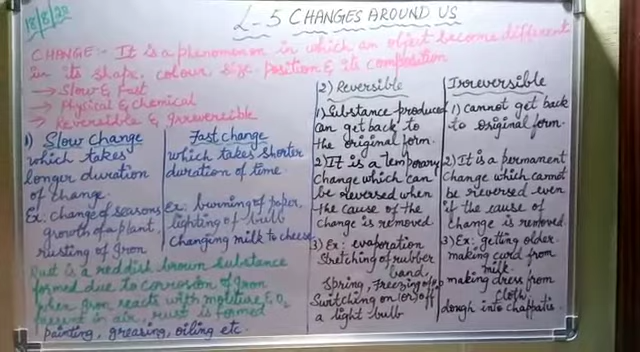 18/8/22
L-5 CHANGES AROUND US
CHANGE:- It is a phenomenon in which an object become different
in its shape, colour, size, position & its composition
→ Slow & Fast
→ Physical & chemical
→ Reversible & Irreversible
1) Slow Change
which takes
longer duration
of change.
Ex: change of seasons
growth of a plant,
rusting of Iron
Fast change
which takes shorter
duration of time.
Ex: burning of paper,
lighting of bulb
changing milk to cheese
Rust is a reddish brown substance
formed due to corrosion of Iron
when Iron reacts with moisture & O2
present in air, rust is formed
painting, greasing, oiling etc.
2) Reversible
1) Substance produced
can get back to
the original form.
2) It is a temporary
change which can
be reversed when
the cause of the
change is removed.
3) Ex: evaporation
Stretching of rubber
band,
Spring, Freezing of
Switching on (or) off
a light bulb
Irreversible
1) Cannot get back
to original form.
2) It is a permanent
change which cannot
be reversed even
if the cause of
change is removed.
3) Ex: getting older.
making curd from
milk.
making dress from
cloth,
dough into chappatis.